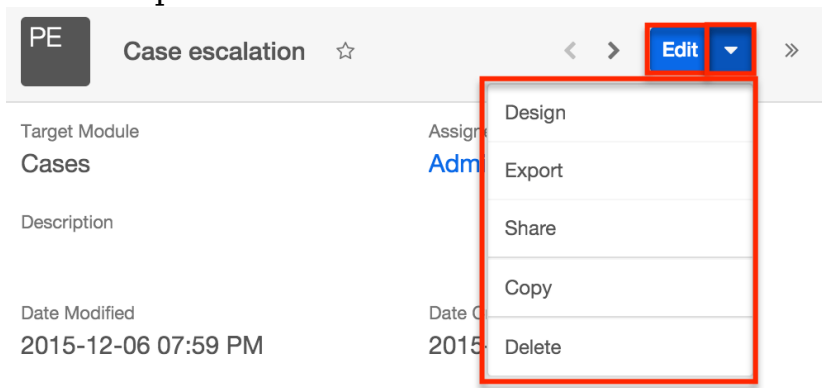 PE
Case escalation
Edit
Design
Target Module
Cases
Export
Description
Share
Copy
Date Modified
2015-12-06 07:59 PM
2015-
Delete